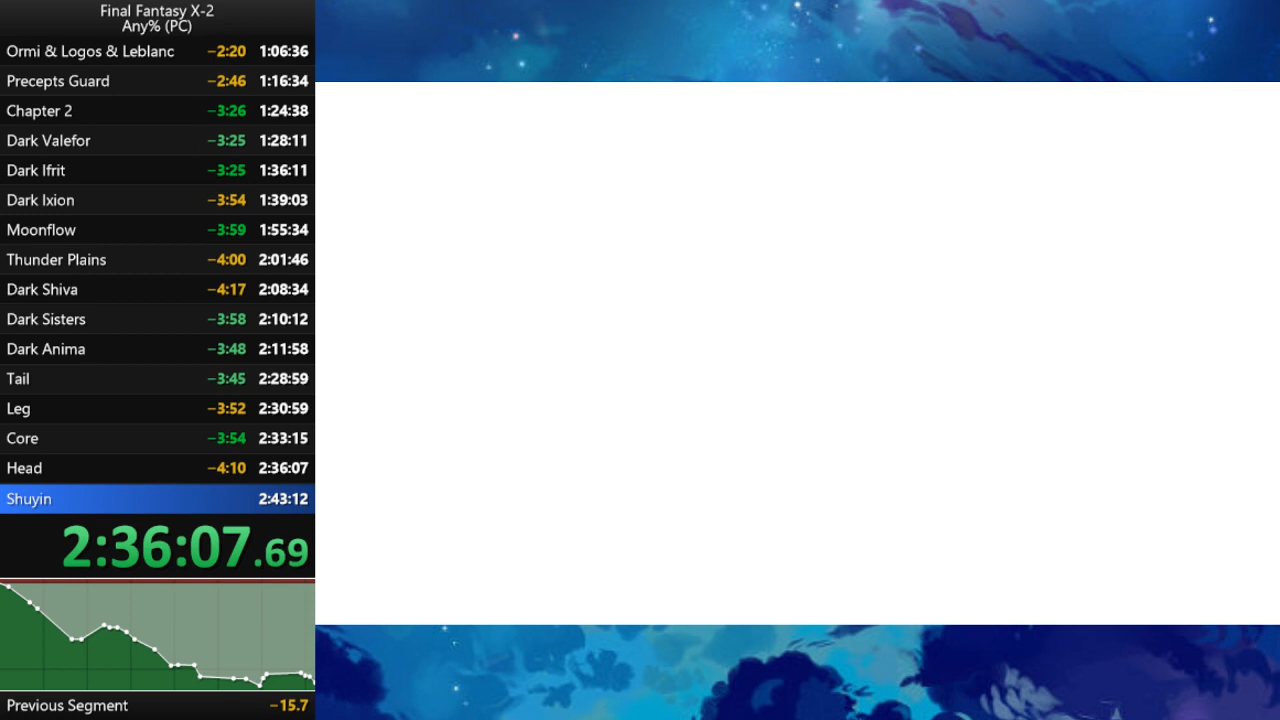 Final Fantasy X-2
Any% (PC)
Ormi & Logos & Leblanc −2:20 1:06:36
Precepts Guard −2:46 1:16:34
Chapter 2 −3:26 1:24:38
Dark Valefor −3:25 1:28:11
Dark Ifrit −3:25 1:36:11
Dark Ixion −3:54 1:39:03
Moonflow −3:59 1:55:34
Thunder Plains −4:00 2:01:46
Dark Shiva −4:17 2:08:34
Dark Sisters −3:58 2:10:12
Dark Anima −3:48 2:11:58
Tail −3:45 2:28:59
Leg −3:52 2:30:59
Core −3:54 2:33:15
Head −4:10 2:36:07
Shuyin 2:43:12
2:36:07.69
Previous Segment −15.7